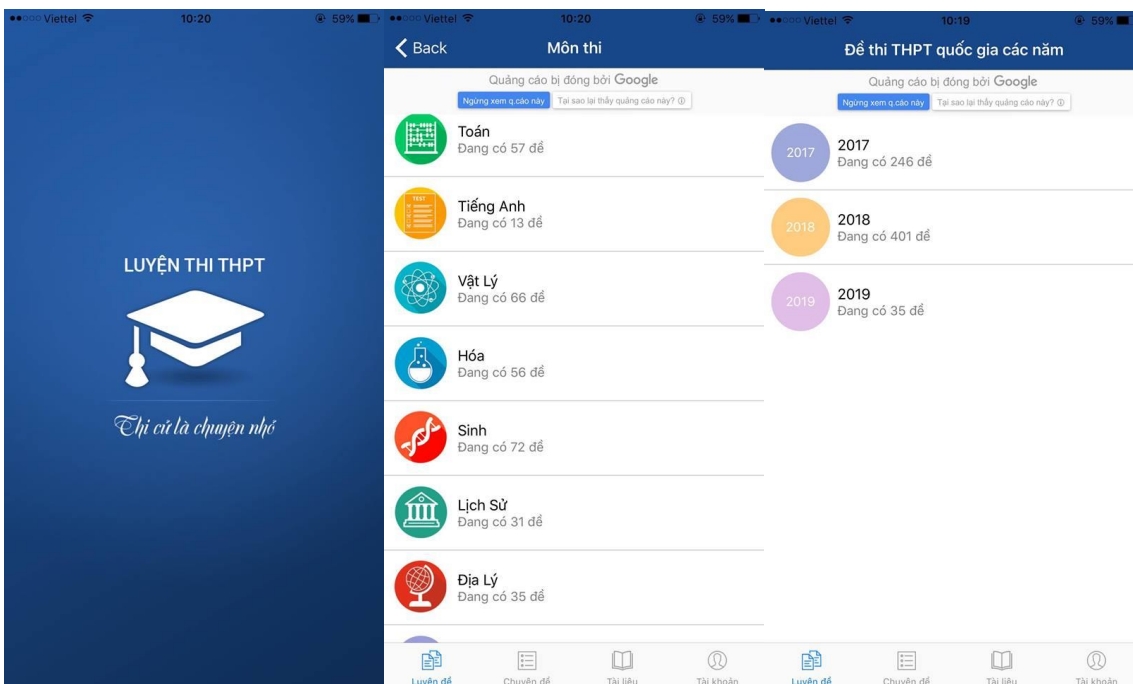 Viettel 10:20 59%
LUYỆN THI THPT
Thi cử là chuyện nhỏ
Viettel 10:20 59%
Back Môn thi
Quảng cáo bị đóng bởi Google
Ngừng xem q.cáo này Tại sao lại thấy quảng cáo này?
Toán
Đang có 57 đề
TEST
Tiếng Anh
Đang có 13 đề
Vật Lý
Đang có 66 đề
Hóa
Đang có 56 đề
Sinh
Đang có 72 đề
Lịch Sử
Đang có 31 đề
Địa Lý
Đang có 35 đề
Luyện đề Chuyên đề Tài liệu Tài khoản
Viettel 10:19 59%
Đề thi THPT quốc gia các năm
Quảng cáo bị đóng bởi Google
Ngừng xem q.cáo này Tại sao lại thấy quảng cáo này?
2017
2017
Đang có 246 đề
2018
2018
Đang có 401 đề
2019
2019
Đang có 35 đề
Luyện đề Chuyên đề Tài liệu Tài khoản